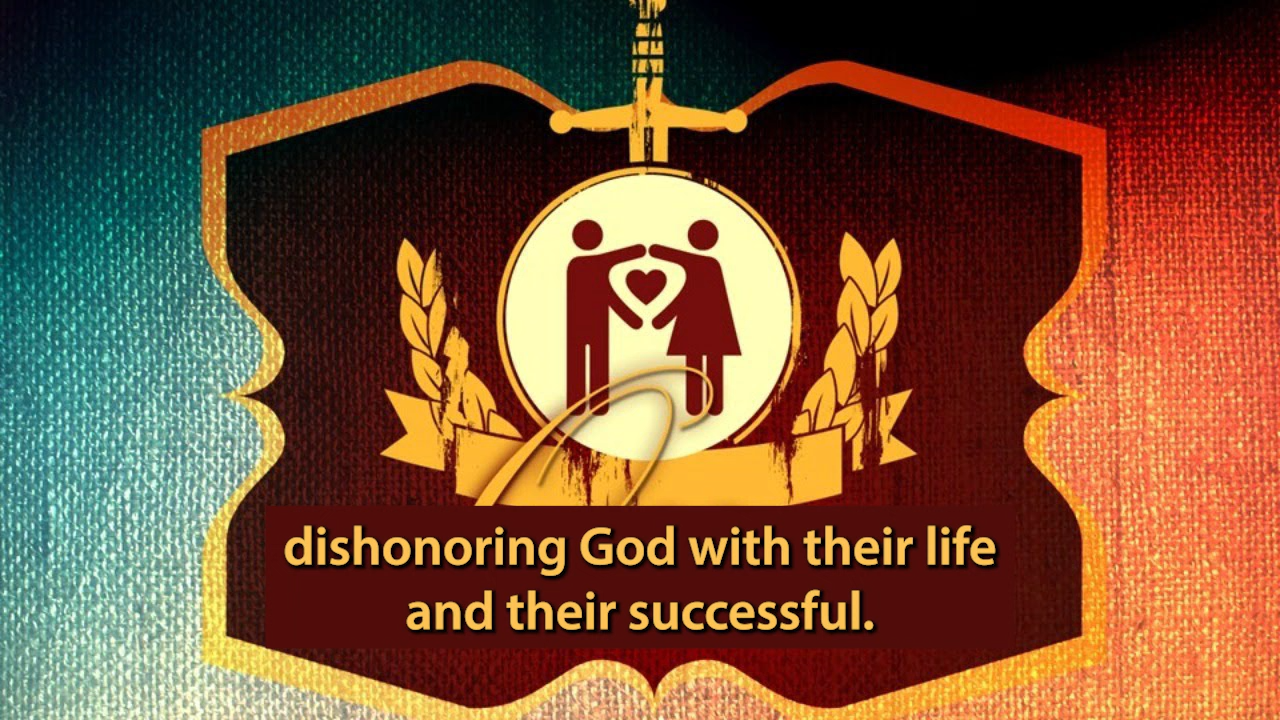 dishonoring God with their life
and their successful.